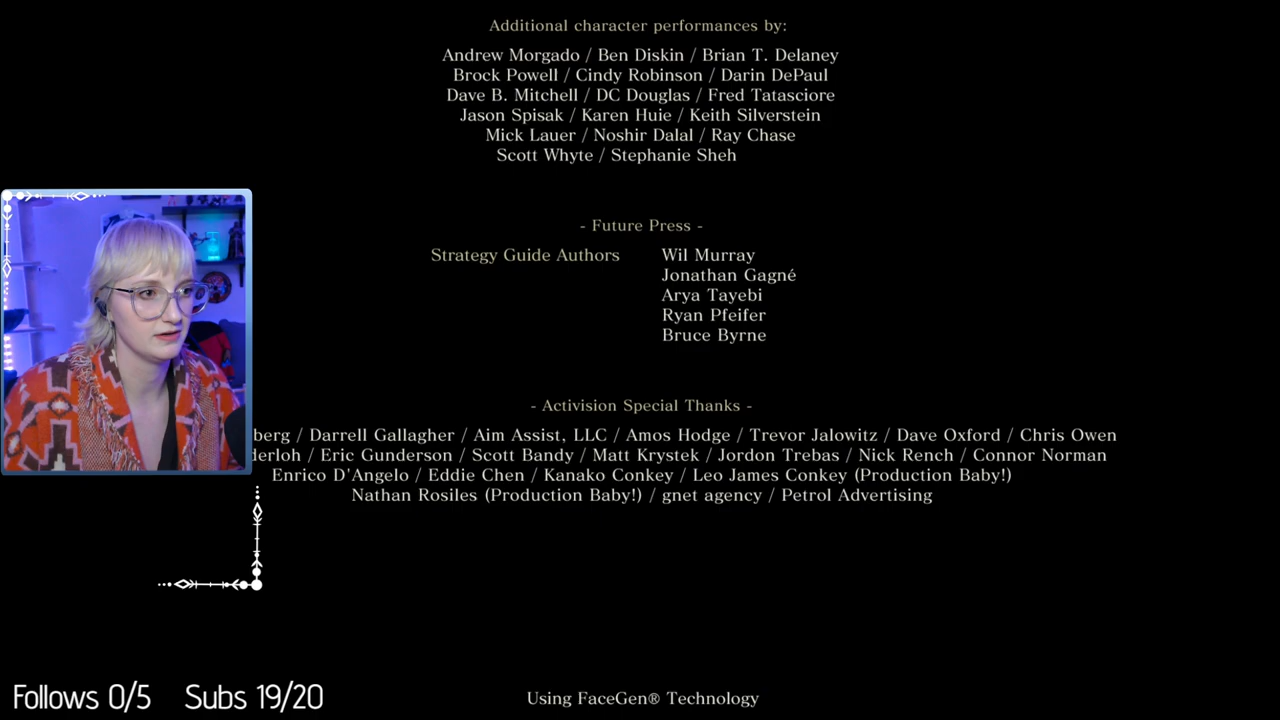 Additional character performances by:
Andrew Morgado / Ben Diskin / Brian T. Delaney
Brock Powell / Cindy Robinson / Darin DePaul
Dave B. Mitchell / DC Douglas / Fred Tatasciore
Jason Spisak / Karen Huie / Keith Silverstein
Mick Lauer / Noshir Dalal / Ray Chase
Scott Whyte / Stephanie Sheh
- Future Press -
Strategy Guide Authors Wil Murray
Jonathan Gagné
Arya Tayebi
Ryan Pfeifer
Bruce Byrne
- Activision Special Thanks -
berg / Darrell Gallagher / Aim Assist, LLC / Amos Hodge / Trevor Jalowitz / Dave Oxford / Chris Owen
derloh / Eric Gunderson / Scott Bandy / Matt Krystek / Jordon Trebas / Nick Rench / Connor Norman
Enrico D'Angelo / Eddie Chen / Kanako Conkey / Leo James Conkey (Production Baby!)
Nathan Rosiles (Production Baby!) / gnet agency / Petrol Advertising
Follows 0/5 Subs 19/20
Using FaceGen® Technology